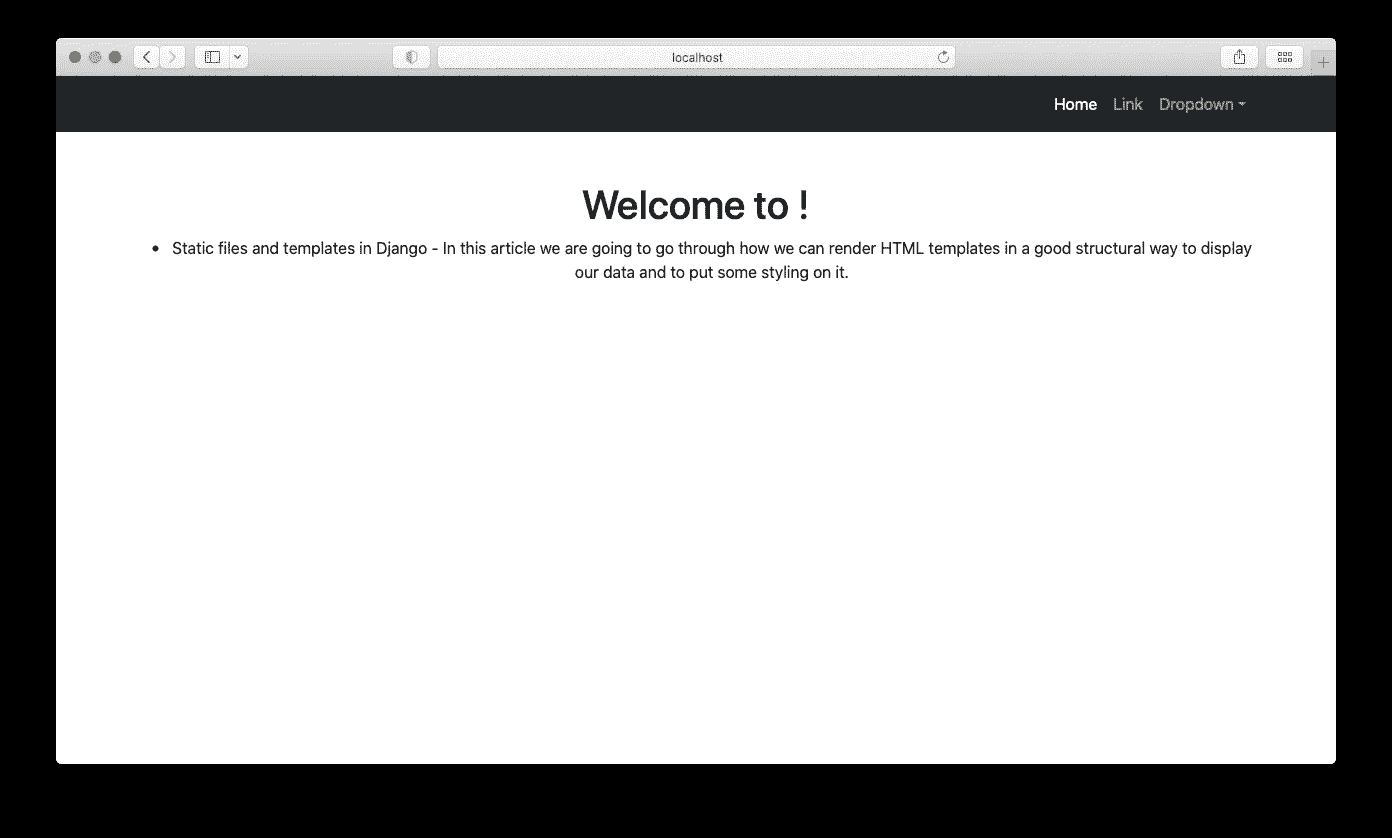 localhost
Home Link Dropdown
Welcome to !
• Static files and templates in Django - In this article we are going to go through how we can render HTML templates in a good structural way to display
our data and to put some styling on it.